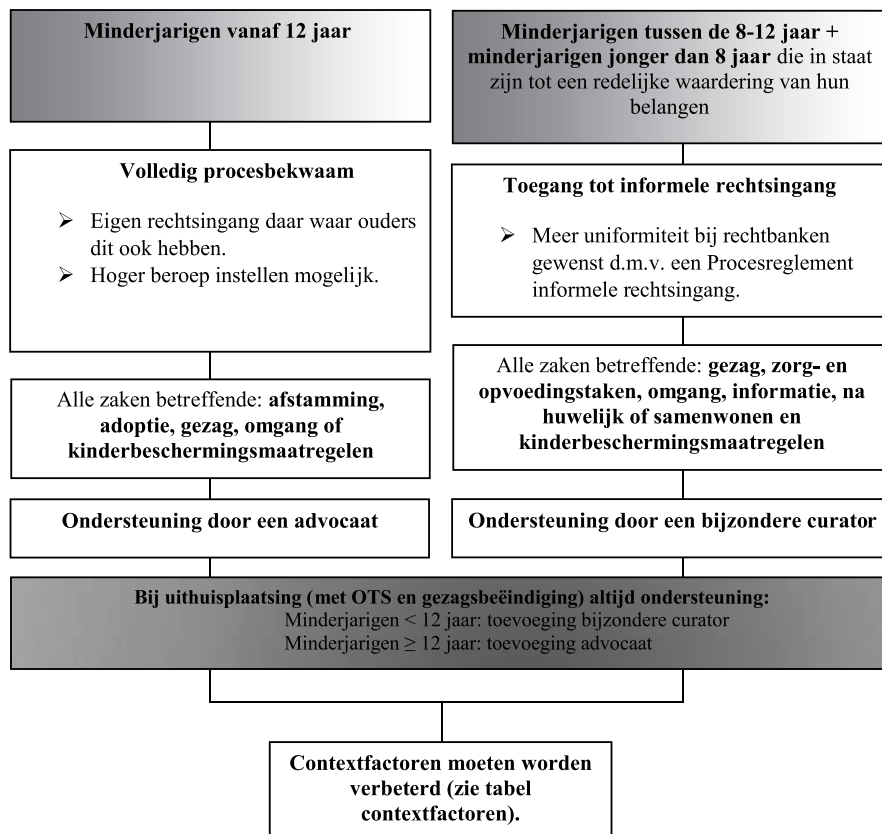 Minderjarigen vanaf 12 jaar
Volledig procesbekwaam
➢ Eigen rechtsingang daar waar ouders
dit ook hebben.
➢ Hoger beroep instellen mogelijk.
Alle zaken betreffende: afstamming,
adoptie, gezag, omgang of
kinderbeschermingsmaatregelen
Ondersteuning door een advocaat
Minderjarigen tussen de 8-12 jaar +
minderjarigen jonger dan 8 jaar die in staat
zijn tot een redelijke waardering van hun
belangen
Toegang tot informele rechtsingang
➢ Meer uniformiteit bij rechtbanken
gewenst d.m.v. een Procesreglement
informele rechtsingang.
Alle zaken betreffende: gezag, zorg- en
opvoedingstaken, omgang, informatie, na
huwelijk of samenwonen en
kinderbeschermingsmaatregelen
Ondersteuning door een bijzondere curator
Bij uithuisplaatsing (met OTS en gezagsbeëindiging) altijd ondersteuning:
Minderjarigen < 12 jaar: toevoeging bijzondere curator
Minderjarigen ≥ 12 jaar: toevoeging advocaat
Contextfactoren moeten worden
verbeterd (zie tabel
contextfactoren).